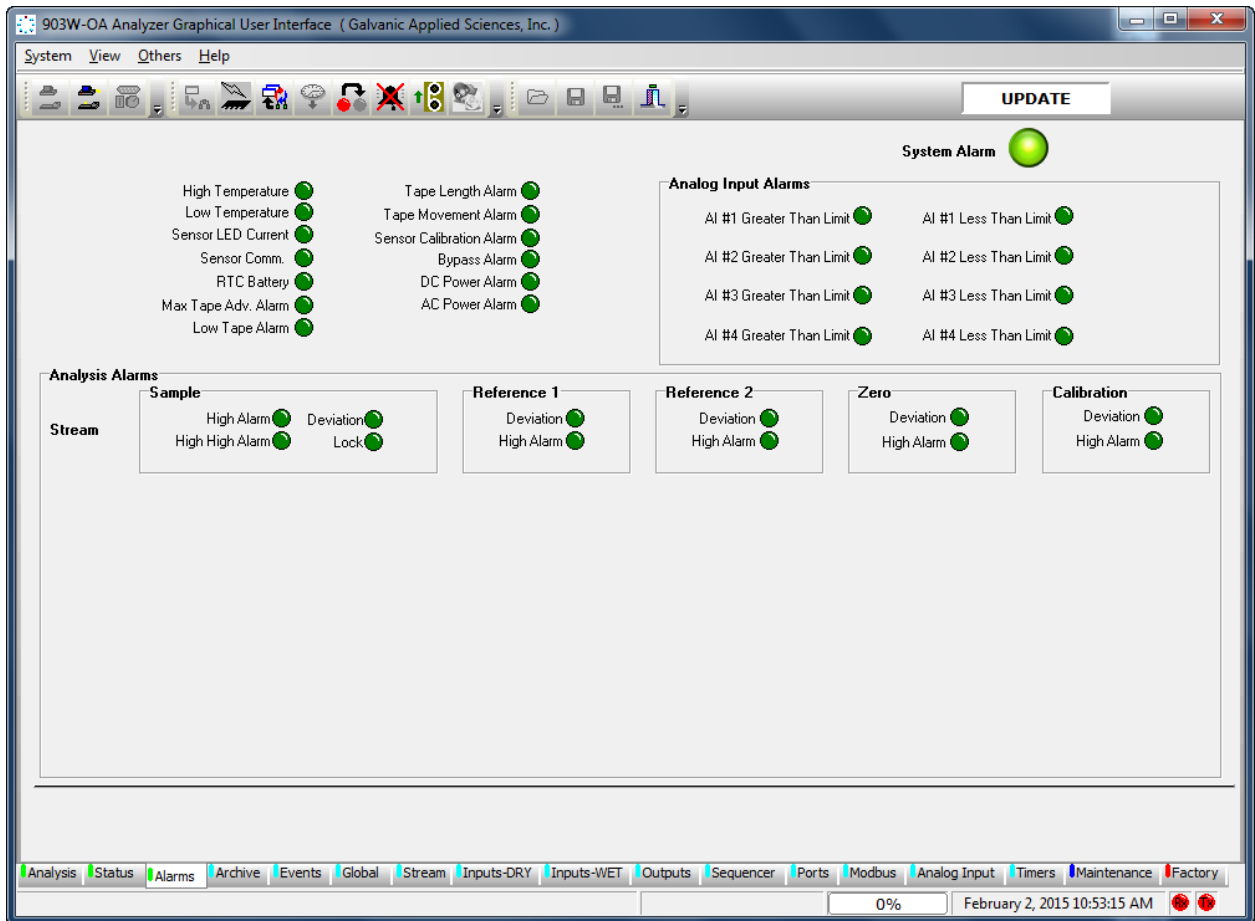 903W-OA Analyzer Graphical User Interface ( Galvanic Applied Sciences, Inc. )
System View Others Help
UPDATE
System Alarm
High Temperature
Low Temperature
Sensor LED Current
Sensor Comm.
RTC Battery
Max Tape Adv. Alarm
Low Tape Alarm
Tape Length Alarm
Tape Movement Alarm
Sensor Calibration Alarm
Bypass Alarm
DC Power Alarm
AC Power Alarm
Analog Input Alarms
AI #1 Greater Than Limit AI #1 Less Than Limit
AI #2 Greater Than Limit AI #2 Less Than Limit
AI #3 Greater Than Limit AI #3 Less Than Limit
AI #4 Greater Than Limit AI #4 Less Than Limit
Analysis Alarms
Stream
Sample
High Alarm Deviation
High High Alarm Lock
Reference 1
Deviation
High Alarm
Reference 2
Deviation
High Alarm
Zero
Deviation
High Alarm
Calibration
Deviation
High Alarm
Analysis Status Alarms Archive Events Global Stream Inputs-DRY Inputs-WET Outputs Sequencer Ports Modbus Analog Input Timers Maintenance Factory
0% February 2, 2015 10:53:15 AM Rx Tx